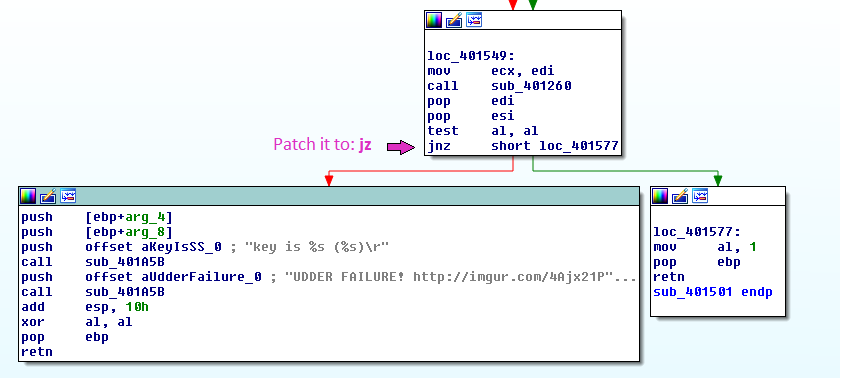 loc_401549:
mov ecx, edi
call sub_401260
pop edi
pop esi
test al, al
Patch it to: jz
jnz short loc_401577
push [ebp+arg_4]
push [ebp+arg_8]
push offset aKeyIsSS_0 ; "key is %s (%s)\r"
call sub_401A5B
push offset aUdderFailure_0 ; "UDDER FAILURE! http://imgur.com/4Ajx21P"...
call sub_401A5B
add esp, 10h
xor al, al
pop ebp
retn
loc_401577:
mov al, 1
pop ebp
retn
sub_401501 endp